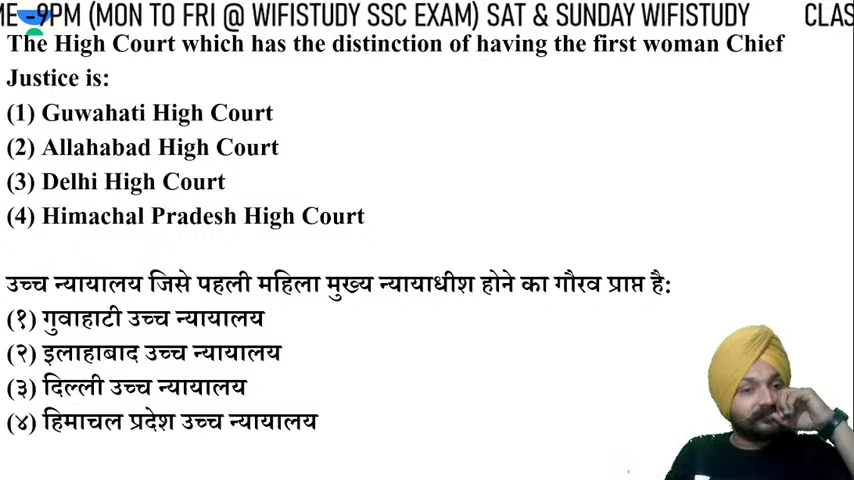 ME -9PM (MON TO FRI @ WIFISTUDY SSC EXAM) SAT & SUNDAY WIFISTUDY CLAS
The High Court which has the distinction of having the first woman Chief
Justice is:
(1) Guwahati High Court
(2) Allahabad High Court
(3) Delhi High Court
(4) Himachal Pradesh High Court
उच्च न्यायालय जिसे पहली महिला मुख्य न्यायाधीश होने का गौरव प्राप्त है:
(१) गुवाहाटी उच्च न्यायालय
(२) इलाहाबाद उच्च न्यायालय
(३) दिल्ली उच्च न्यायालय
(४) हिमाचल प्रदेश उच्च न्यायालय